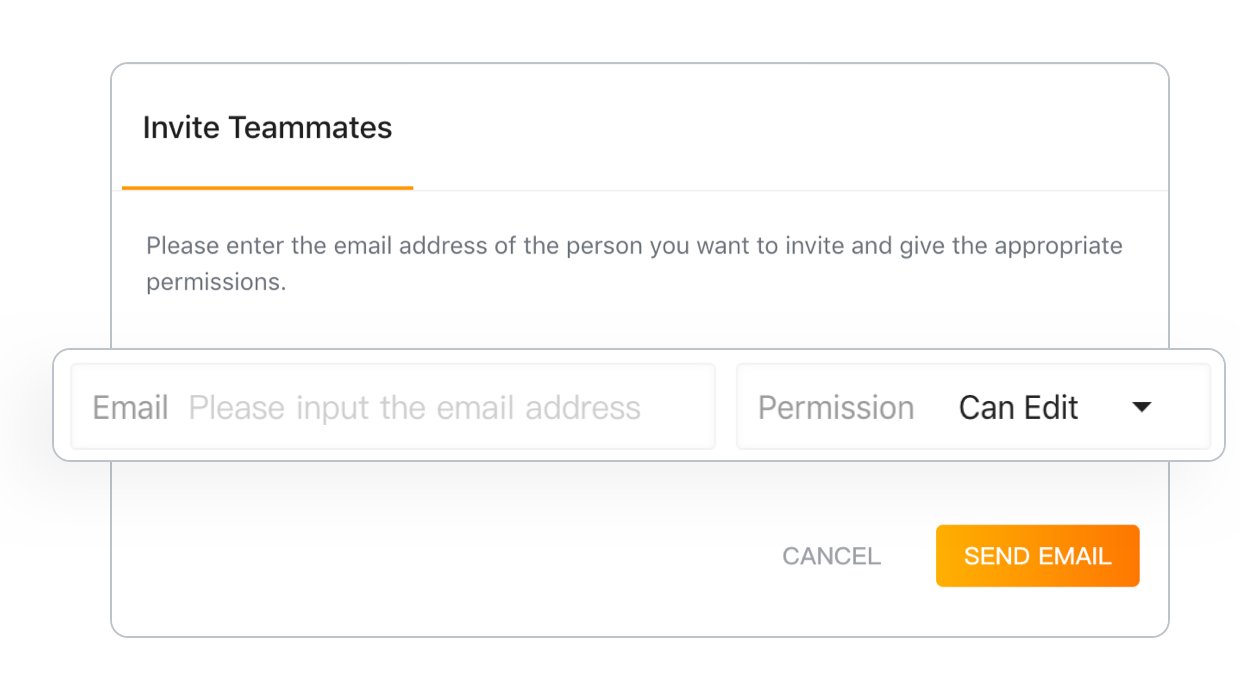 Invite Teammates
Please enter the email address of the person you want to invite and give the appropriate
permissions.
Email Please input the email address Permission Can Edit
CANCEL SEND EMAIL